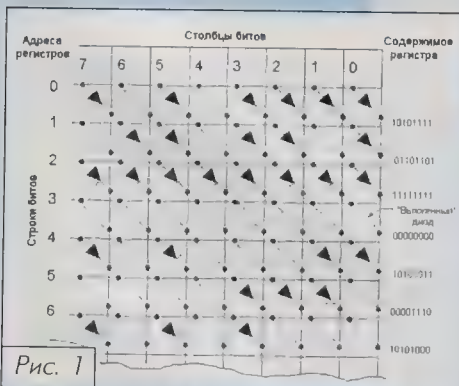 Адреса регистров
Столбцы битов
Содержимое регистра
7 6 5 4 3 2 1 0
Строки битов
0
10101111
1
01101101
2
11111111
3
"Выполненный" диод
00000000
4
5
00001110
6
10101000
Рис. 1